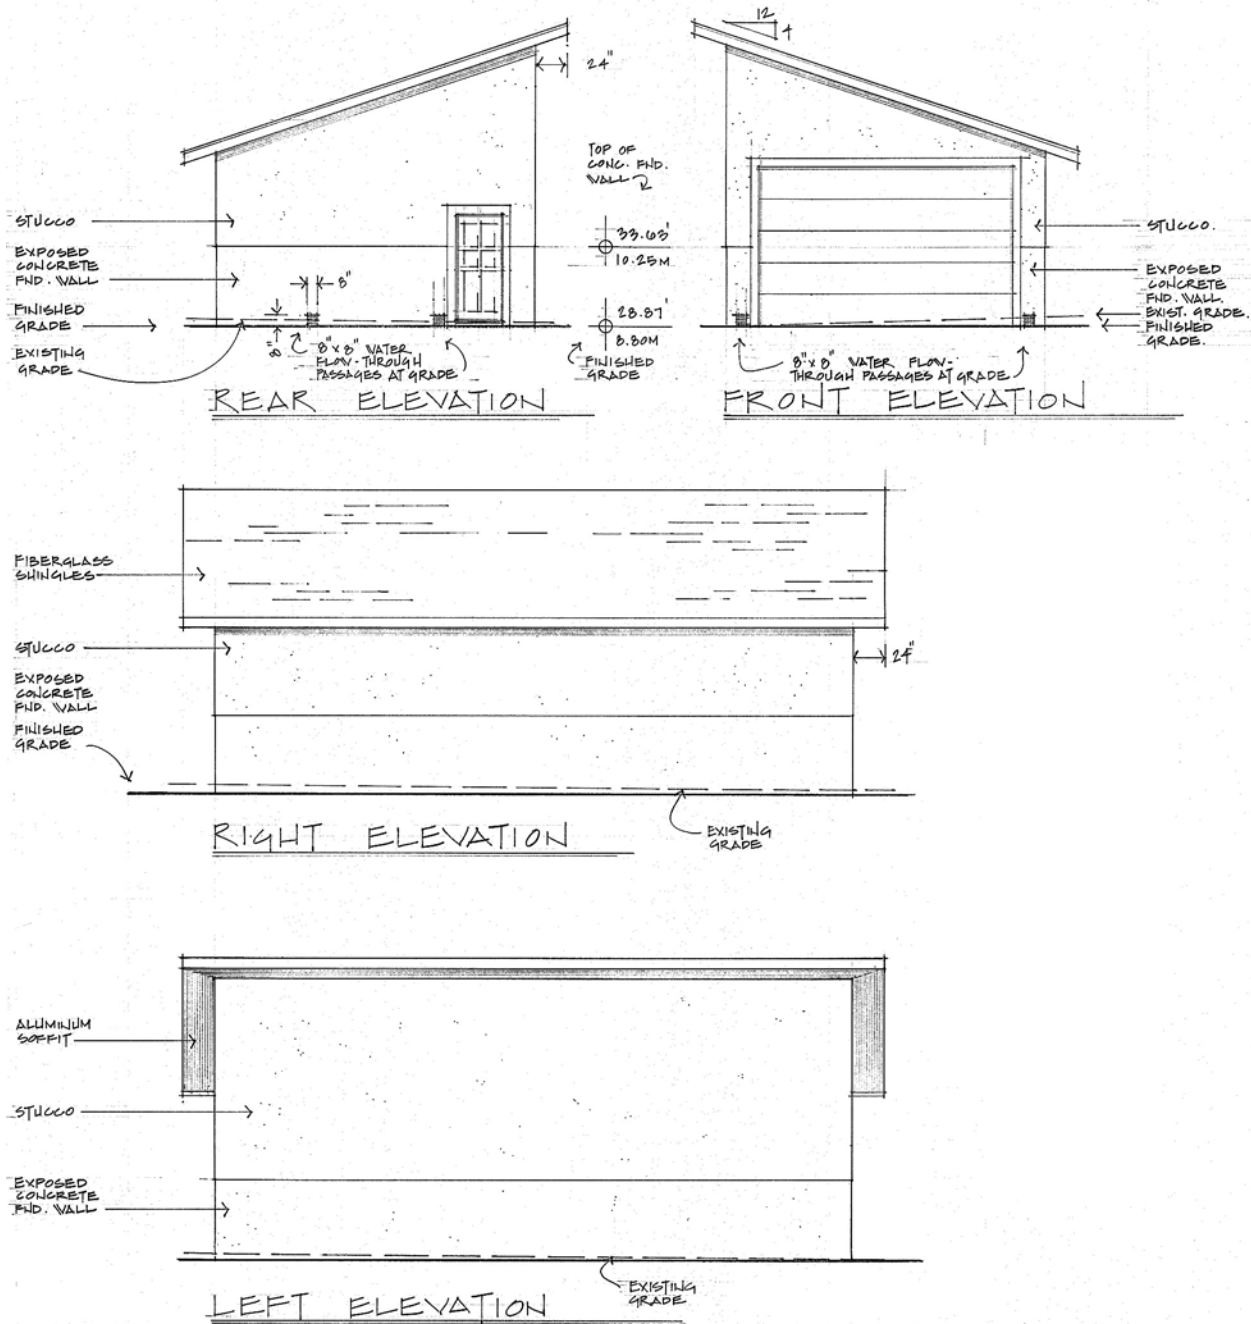 12
4
24"
TOP OF
CONC. FND.
WALL
STUCCO
EXPOSED
CONCRETE
FND. WALL
FINISHED
GRADE
EXISTING
GRADE
8"
8"
8"x8" WATER
FLOW-THROUGH
PASSAGES AT GRADE
33.63'
10.25M
28.87'
8.80M
FINISHED
GRADE
STUCCO.
EXPOSED
CONCRETE
FND. WALL.
EXIST. GRADE.
FINISHED
GRADE.
8"x8" WATER FLOW-
THROUGH PASSAGES AT GRADE
REAR ELEVATION
FRONT ELEVATION
FIBERGLASS
SHINGLES
STUCCO
EXPOSED
CONCRETE
FND. WALL
FINISHED
GRADE
24"
EXISTING
GRADE
RIGHT ELEVATION
ALUMINUM
SOFFIT
STUCCO
EXPOSED
CONCRETE
FND. WALL
EXISTING
GRADE
LEFT ELEVATION